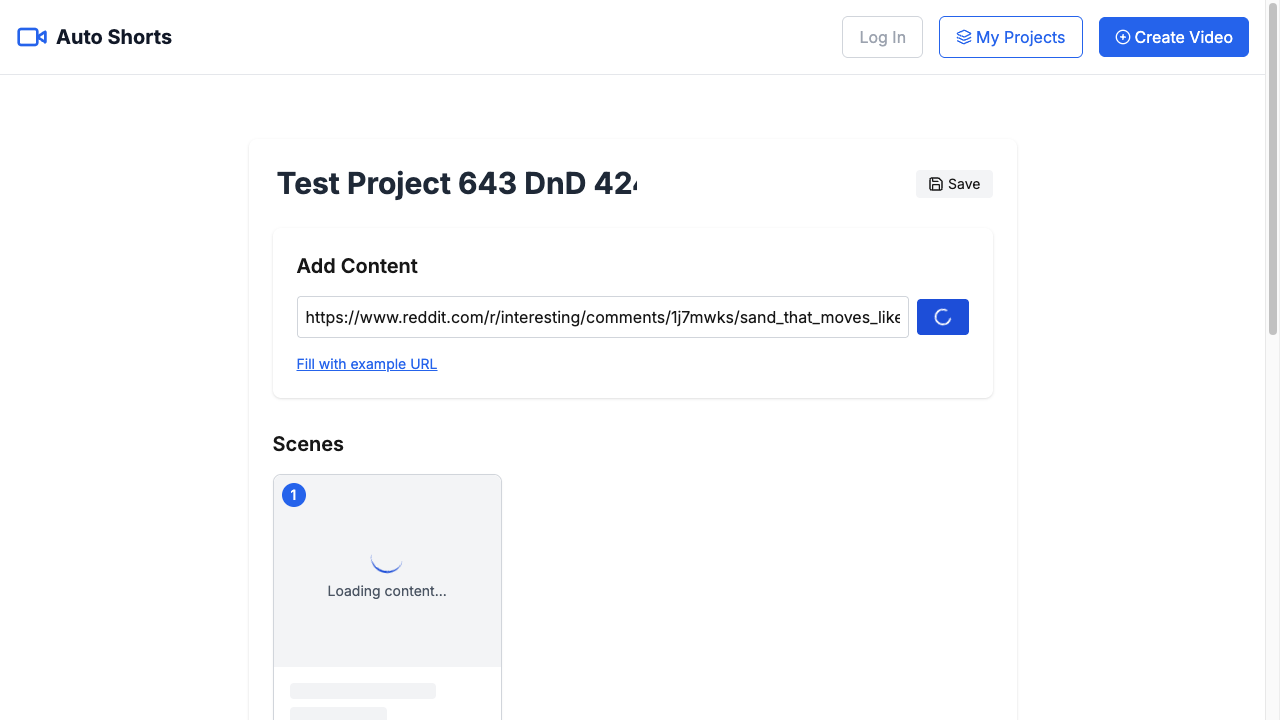 Auto Shorts
Log In
My Projects
Create Video
Test Project 643 DnD 42
Save
Add Content
https://www.reddit.com/r/interesting/comments/1j7mwks/sand_that_moves_like
Fill with example URL
Scenes
1
Loading content...